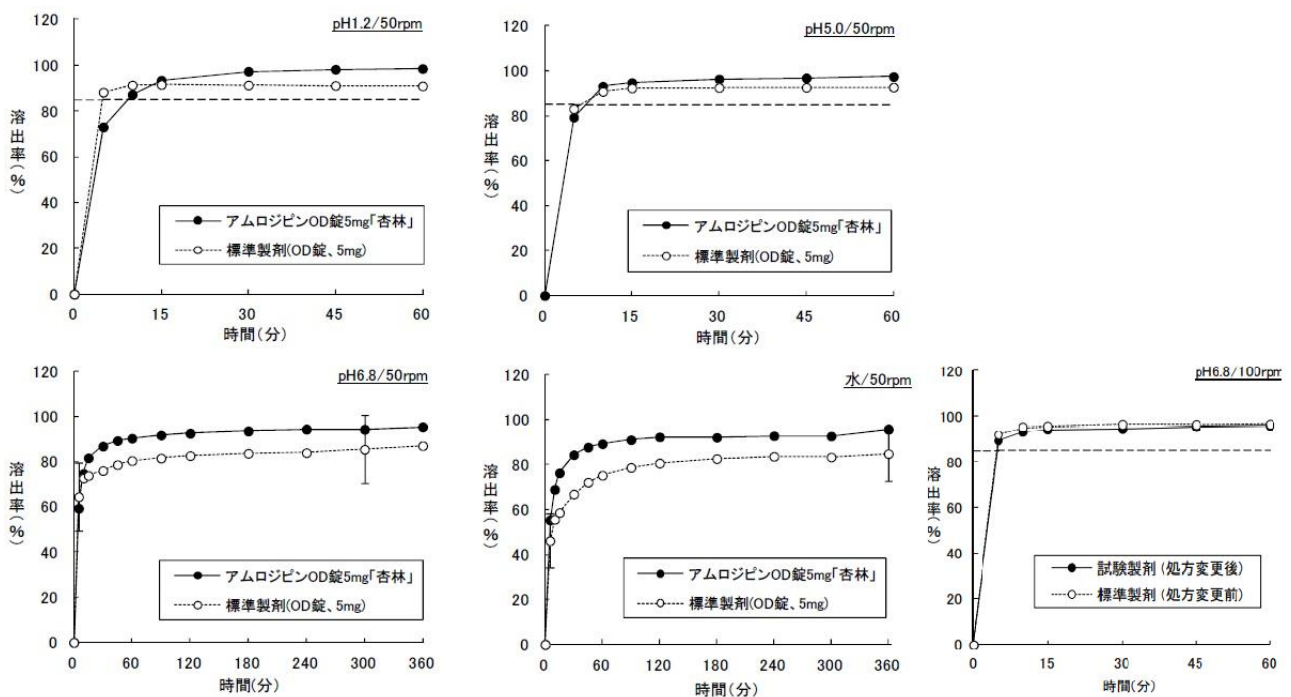 pH1.2/50rpm
120
100
80
60
40
20
0
溶出率(%)
アムロジピンOD錠5mg「杏林」
標準製剤(OD錠、5mg)
0 15 30 45 60
時間(分)
pH5.0/50rpm
120
100
80
60
40
20
0
溶出率(%)
アムロジピンOD錠5mg「杏林」
標準製剤(OD錠、5mg)
0 15 30 45 60
時間(分)
pH6.8/50rpm
120
100
80
60
40
20
0
溶出率(%)
アムロジピンOD錠5mg「杏林」
標準製剤(OD錠、5mg)
0 60 120 180 240 300 360
時間(分)
水/50rpm
120
100
80
60
40
20
0
溶出率(%)
アムロジピンOD錠5mg「杏林」
標準製剤(OD錠、5mg)
0 60 120 180 240 300 360
時間(分)
pH6.8/100rpm
120
100
80
60
40
20
0
溶出率(%)
試験製剤(処方変更後)
標準製剤(処方変更前)
0 15 30 45 60
時間(分)